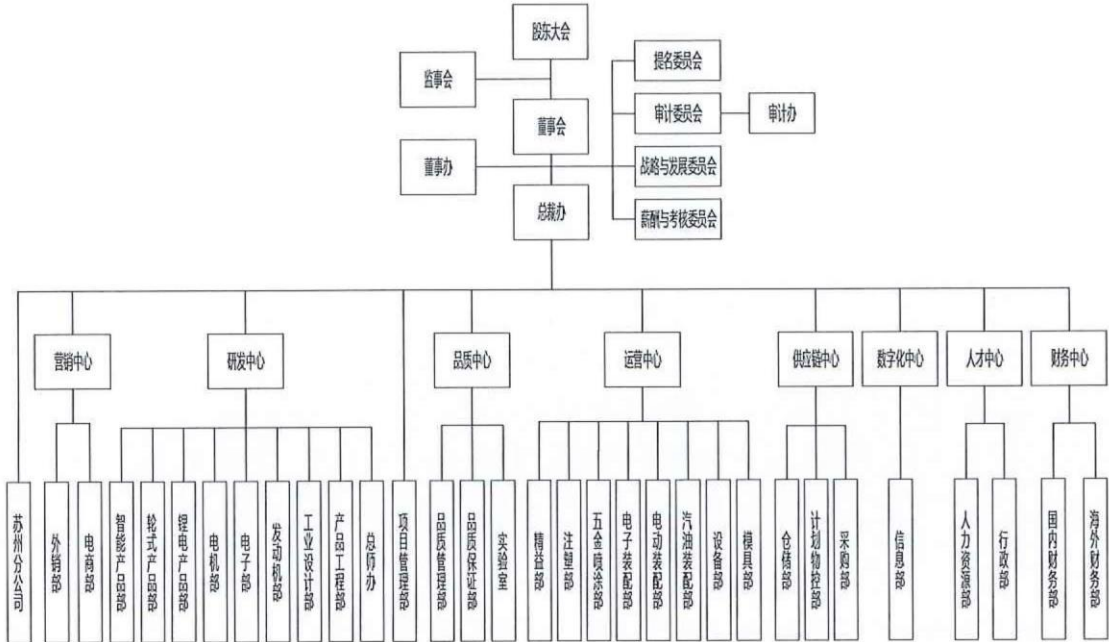 股东大会
监事会
提名委员会
董事会
审计委员会
审计办
董事办
战略与发展委员会
总裁办
薪酬与考核委员会
营销中心
研发中心
品质中心
运营中心
供应链中心
数字化中心
人才中心
财务中心
苏州分公司
外销部
电商部
智能产品部
轮式产品部
锂电产品部
电机部
电子部
发动机部
工业设计部
产品工程部
总师办
项目管理部
品质管理部
品质保证部
实验室
精益部
注塑部
五金喷涂部
电子装配部
电动装配部
汽油装配部
设备部
模具部
仓储部
计划物控部
采购部
信息部
人力资源部
行政部
国内财务部
海外财务部